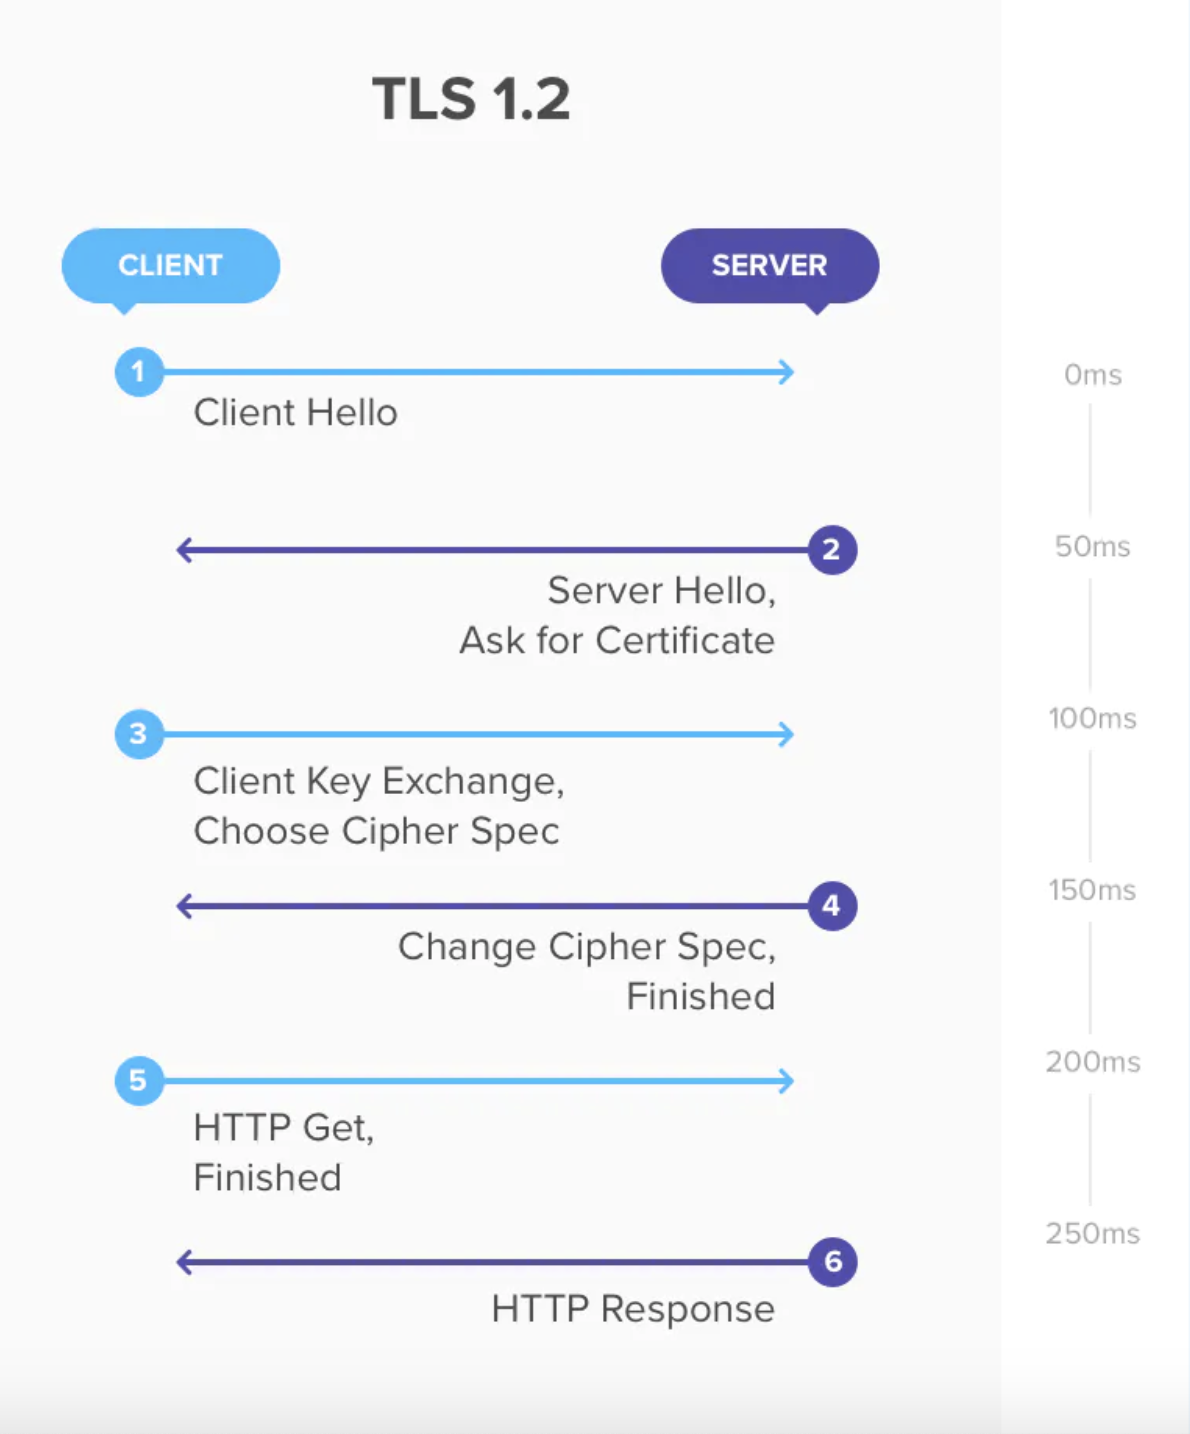 TLS 1.2
CLIENT
SERVER
1
0ms
Client Hello
2
50ms
Server Hello,
Ask for Certificate
3
100ms
Client Key Exchange,
Choose Cipher Spec
4
150ms
Change Cipher Spec,
Finished
5
200ms
HTTP Get,
Finished
6
250ms
HTTP Response